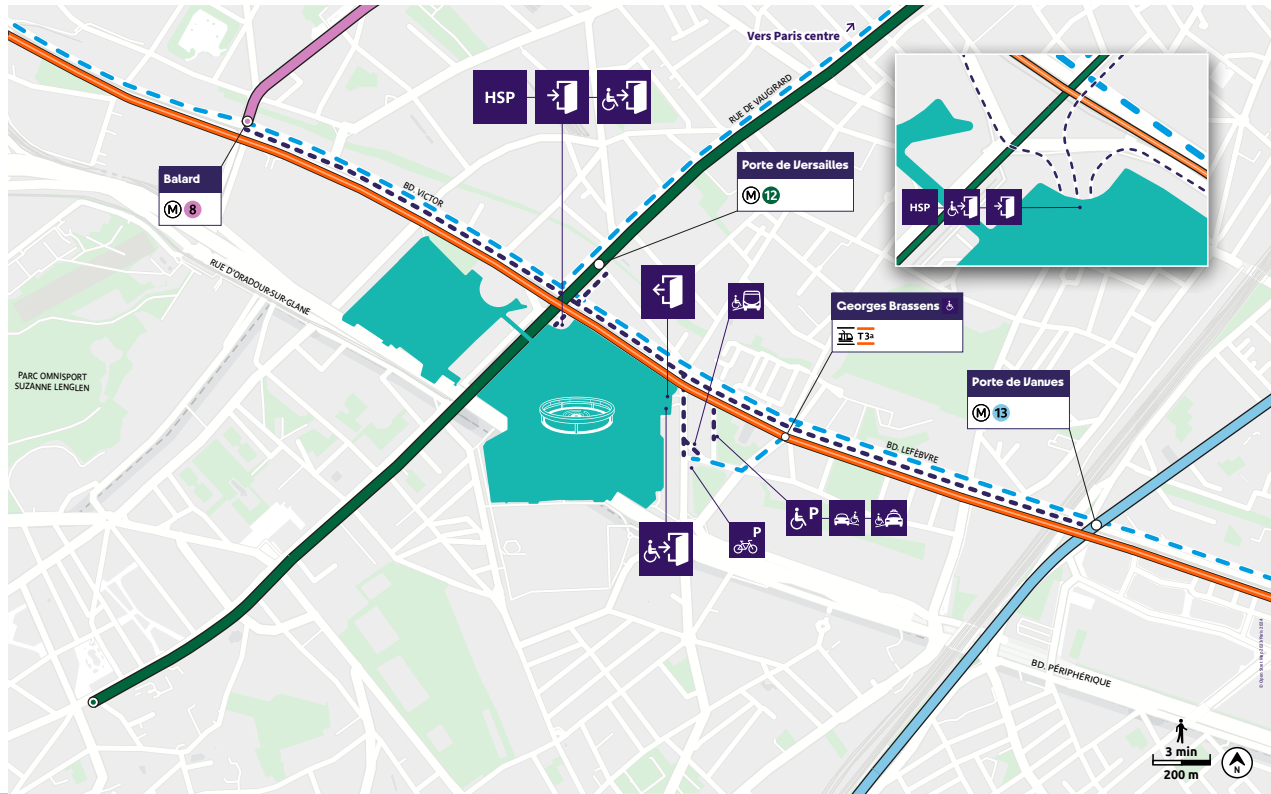 Vers Paris centre
RUE DE VAUGIRARD
HSP
Balard
M 8
BD. VICTOR
Porte de Versailles
M 12
HSP
RUE D'ORADOUR-SUR-GLANE
Georges Brassens
T3a
PARC OMNISPORT
SUZANNE LENGLEN
Porte de Vanves
M 13
BD. LEFÈBVRE
P
P
BD. PÉRIPHÉRIQUE
3 min
200 m
N